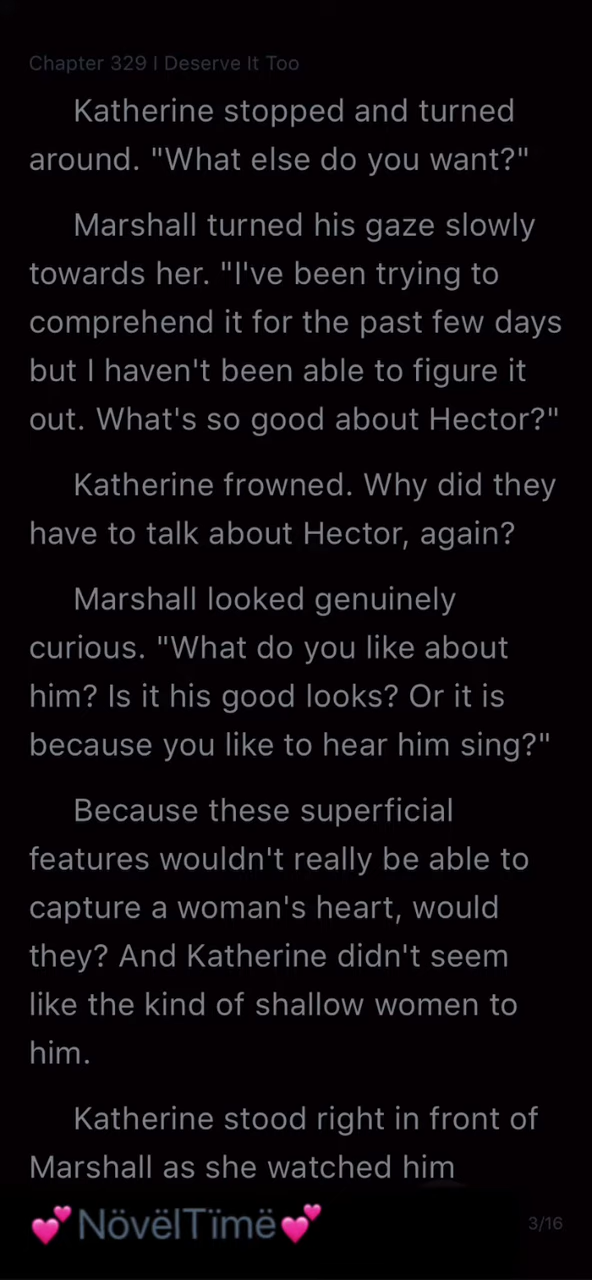 Chapter 329 I Deserve It Too
Katherine stopped and turned
around. "What else do you want?"
Marshall turned his gaze slowly
towards her. "I've been trying to
comprehend it for the past few days
but I haven't been able to figure it
out. What's so good about Hector?"
Katherine frowned. Why did they
have to talk about Hector, again?
Marshall looked genuinely
curious. "What do you like about
him? Is it his good looks? Or it is
because you like to hear him sing?"
Because these superficial
features wouldn't really be able to
capture a woman's heart, would
they? And Katherine didn't seem
like the kind of shallow women to
him.
Katherine stood right in front of
Marshall as she watched him
💕NövëlTïmë💕
3/16